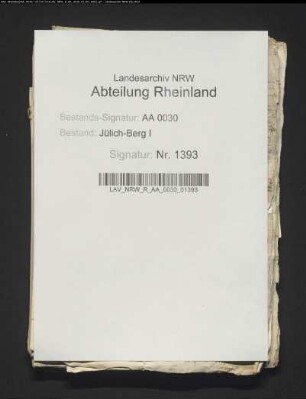 Landesarchiv NRW
Abteilung Rheinland
Bestands-Signatur: AA 0030
Bestand: Jülich-Berg I
Signatur: Nr. 1393
LAV_NRW_R_AA_0030_01393